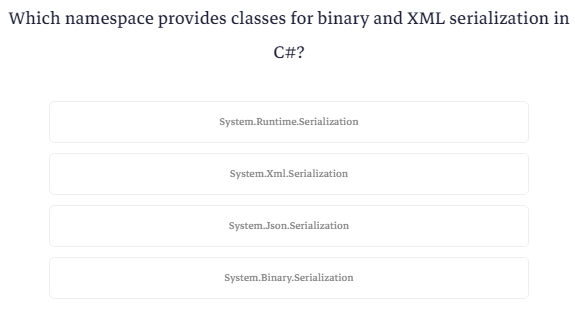 Which namespace provides classes for binary and XML serialization in
C#?
System.Runtime.Serialization
System.Xml.Serialization
System.Json.Serialization
System.Binary.Serialization